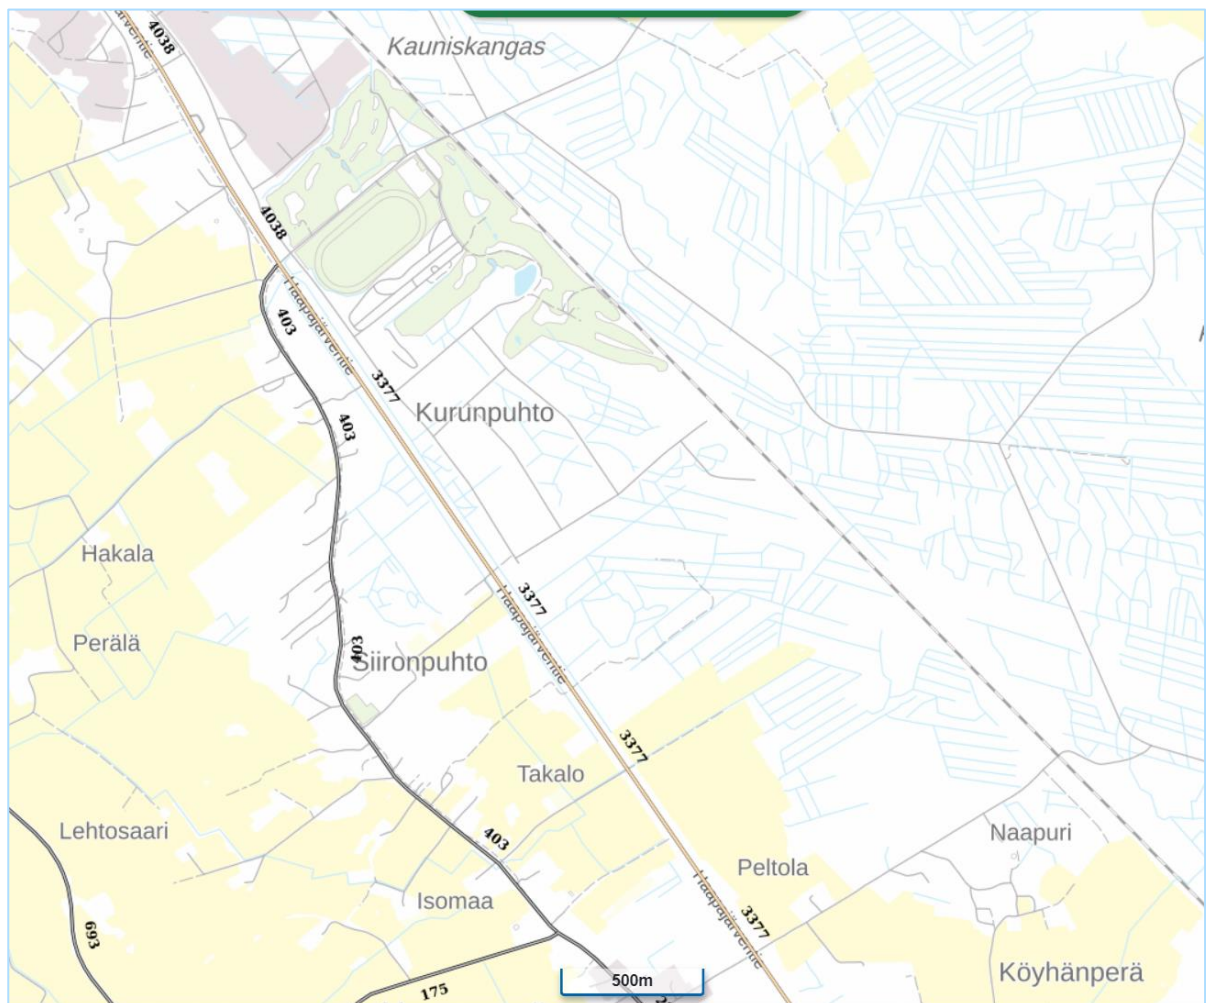 4038
Kauniskangas
4038
Haapajärventie
403
3377
403
Kurunpuhto
Hakala
3377
Haapajärventie
Perälä
403
Siironpuhto
3377
Takalo
Lehtosaari
403
Naapuri
Peltola
Isomaa
Haapajärventie
3377
693
Köyhänperä
500m
175